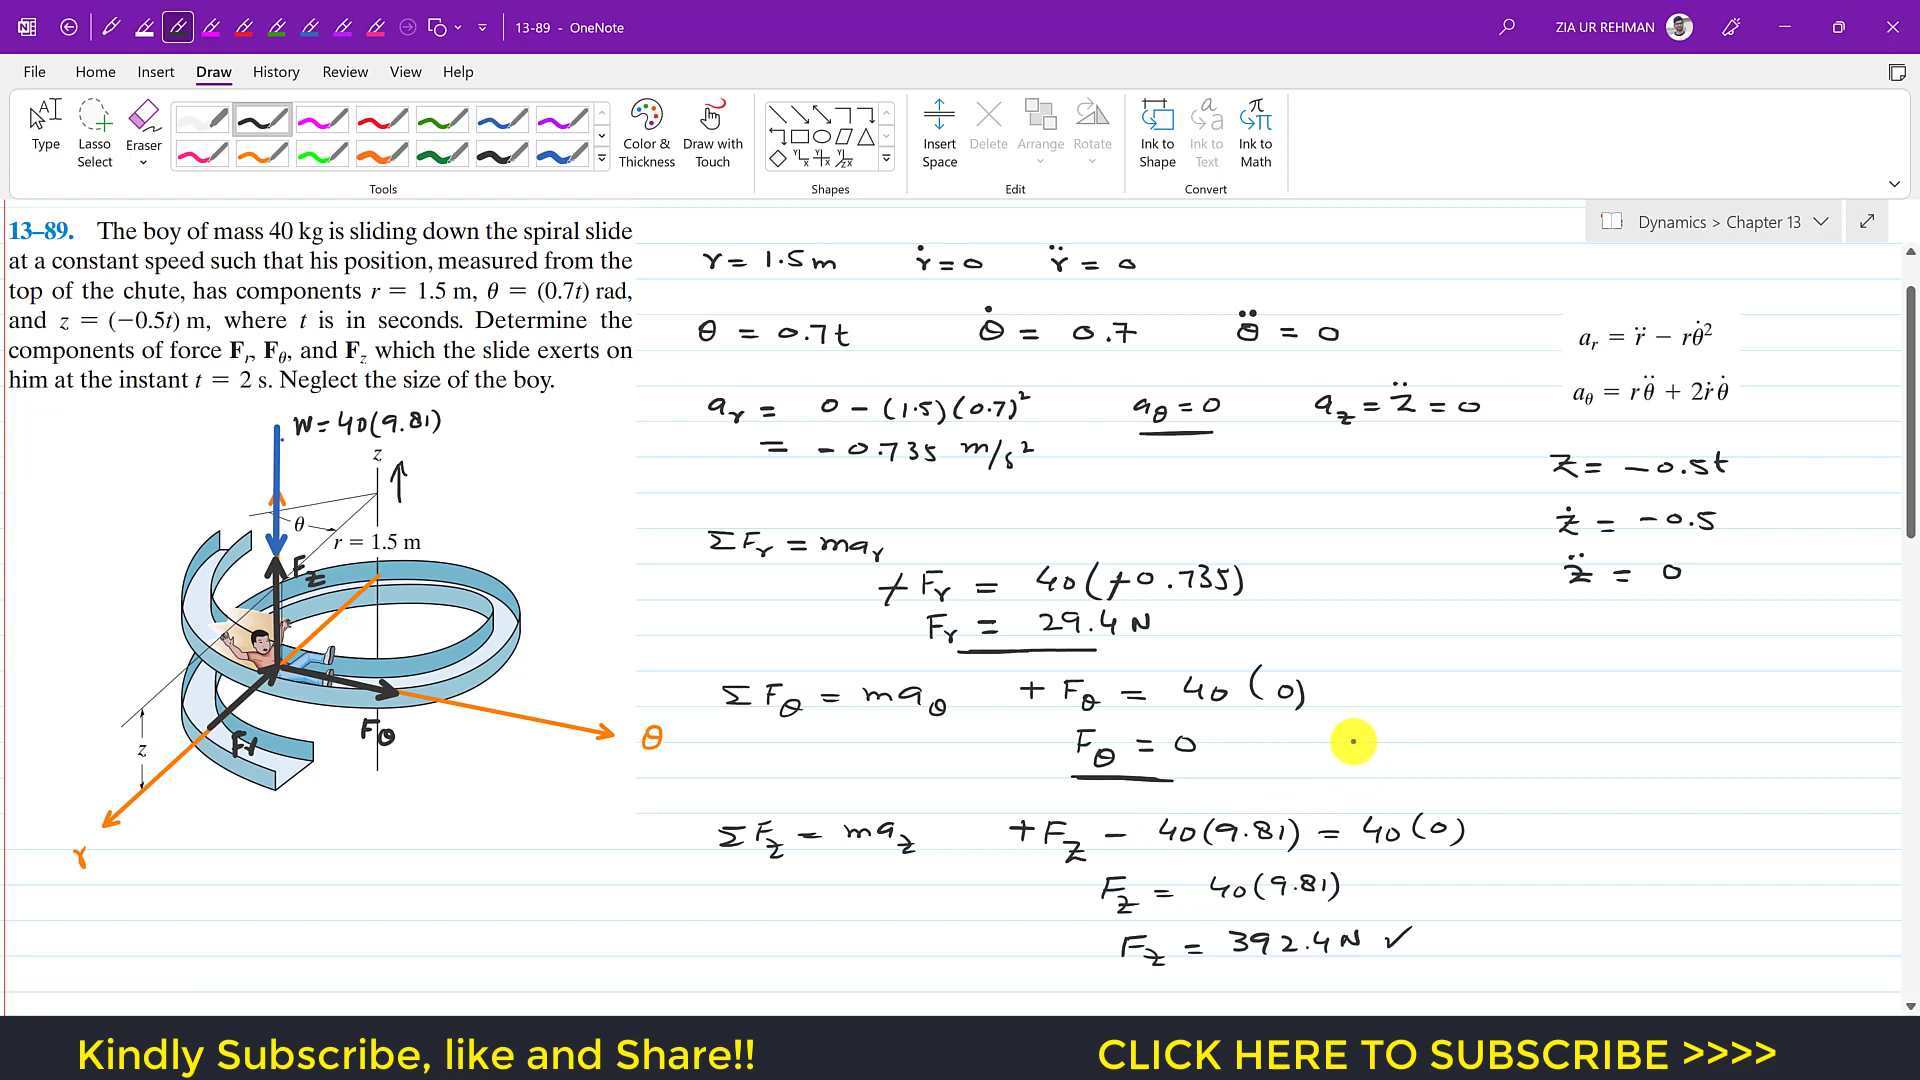 13-89 - OneNote
ZIA UR REHMAN
File Home Insert Draw History Review View Help
Type
Lasso Select
Eraser
Color & Thickness
Draw with Touch
Insert Space
Delete
Arrange
Rotate
Ink to Shape
Ink to Text
Ink to Math
Tools Shapes Edit Convert
Dynamics > Chapter 13
13–89. The boy of mass 40 kg is sliding down the spiral slide
at a constant speed such that his position, measured from the
top of the chute, has components r = 1.5 m, θ = (0.7t) rad,
and z = (−0.5t) m, where t is in seconds. Determine the
components of force Fr, Fθ, and Fz which the slide exerts on
him at the instant t = 2 s. Neglect the size of the boy.
W = 40(9.81)
z
θ
r = 1.5 m
Fz
Fr
Fθ
z
θ
r
r = 1.5 m ṙ = 0 r̈ = 0
θ = 0.7t θ̇ = 0.7 θ̈ = 0
ar = 0 - (1.5)(0.7)² aθ = 0 az = z̈ = 0
= -0.735 m/s²
ar = r̈ − rθ̇²
aθ = rθ̈ + 2ṙθ̇
z = -0.5t
ż = -0.5
z̈ = 0
ΣFr = mar
+Fr = 40(+0.735)
Fr = 29.4 N
ΣFθ = maθ + Fθ = 40(0)
Fθ = 0
ΣFz = maz +Fz - 40(9.81) = 40(0)
Fz = 40(9.81)
Fz = 392.4 N ✓
Kindly Subscribe, like and Share!!
CLICK HERE TO SUBSCRIBE >>>>